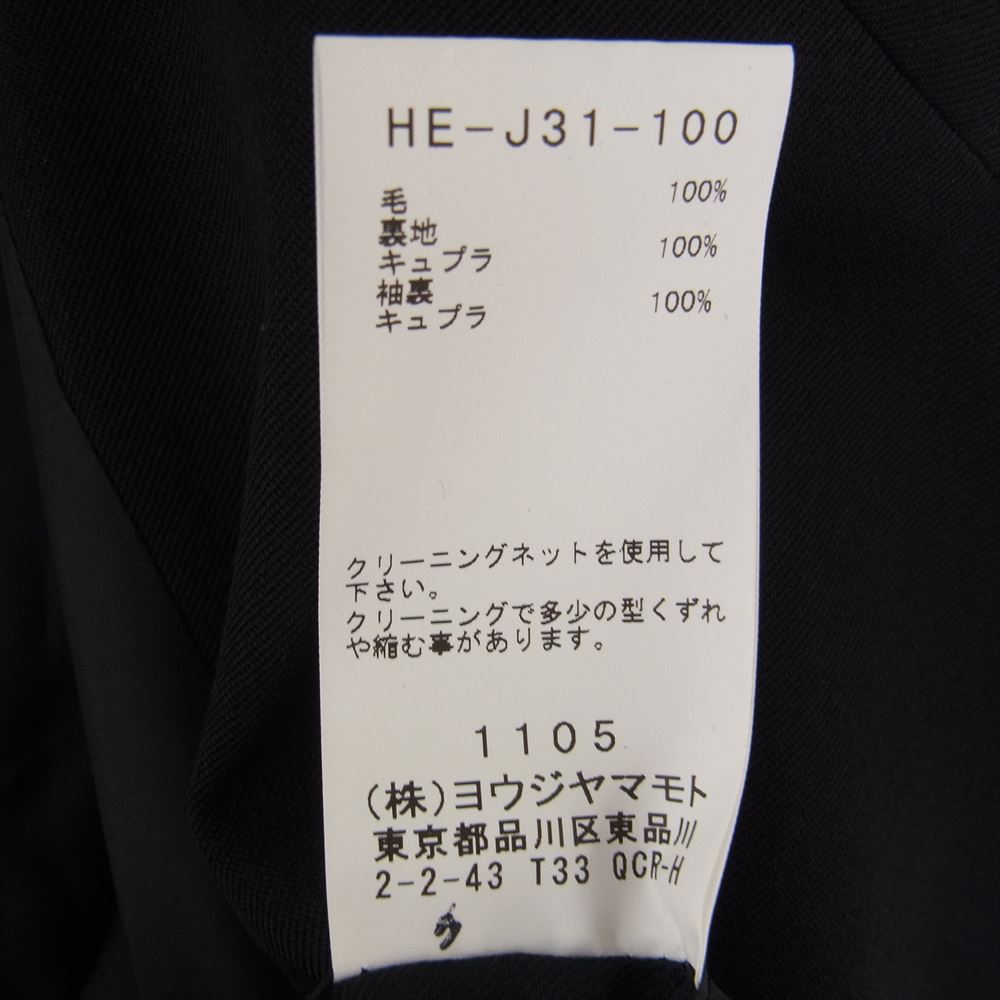 HE-J31-100
毛 100%
裏地
キュプラ 100%
袖裏
キュプラ 100%
クリーニングネットを使用して
下さい。
クリーニングで多少の型くずれ
や縮む事があります。
1105
(株)ヨウジヤマモト
東京都品川区東品川
2-2-43 T33 QCR-H